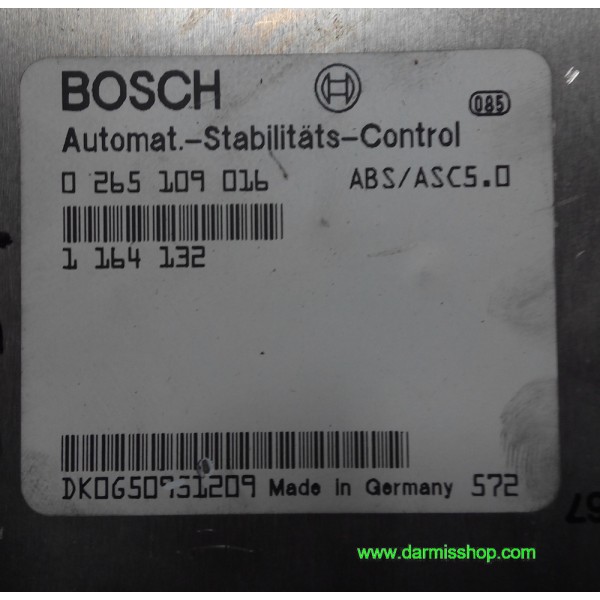 BOSCH
085
Automat.-Stabilitäts-Control
0 265 109 016 ABS/ASC5.0
1 164 132
Made in Germany 572
67
www.darmisshop.com